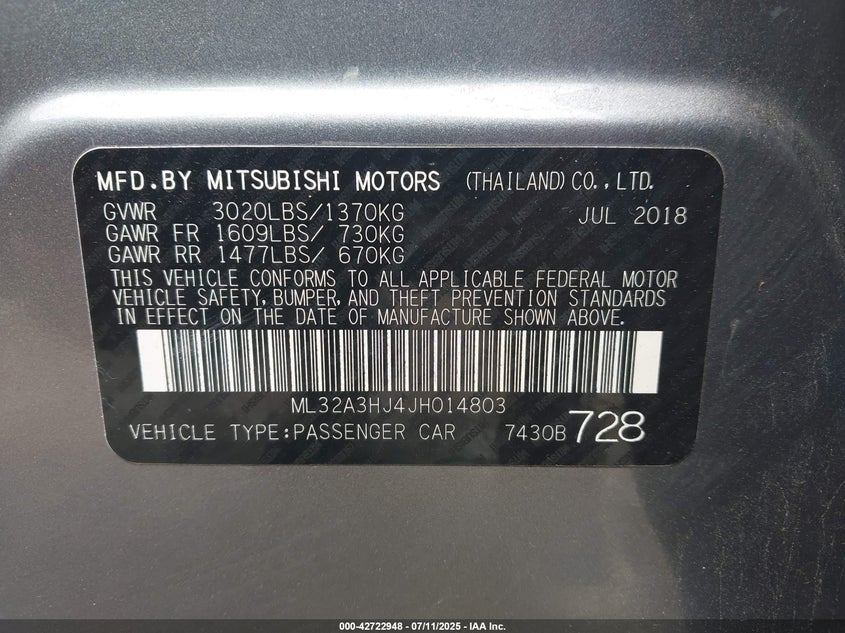 MFD.BY MITSUBISHI MOTORS (THAILAND) CO., LTD.
GVWR 3020LBS/1370KG JUL 2018
GAWR FR 1609LBS/ 730KG
GAWR RR 1477LBS/ 670KG
THIS VEHICLE CONFORMS TO ALL APPLICABLE FEDERAL MOTOR
VEHICLE SAFETY, BUMPER, AND THEFT PREVENTION STANDARDS
IN EFFECT ON THE DATE OF MANUFACTURE SHOWN ABOVE.
ML32A3HJ4JH014803
VEHICLE TYPE:PASSENGER CAR 7430B 728
000-42722948 - 07/11/2025 - IAA Inc.